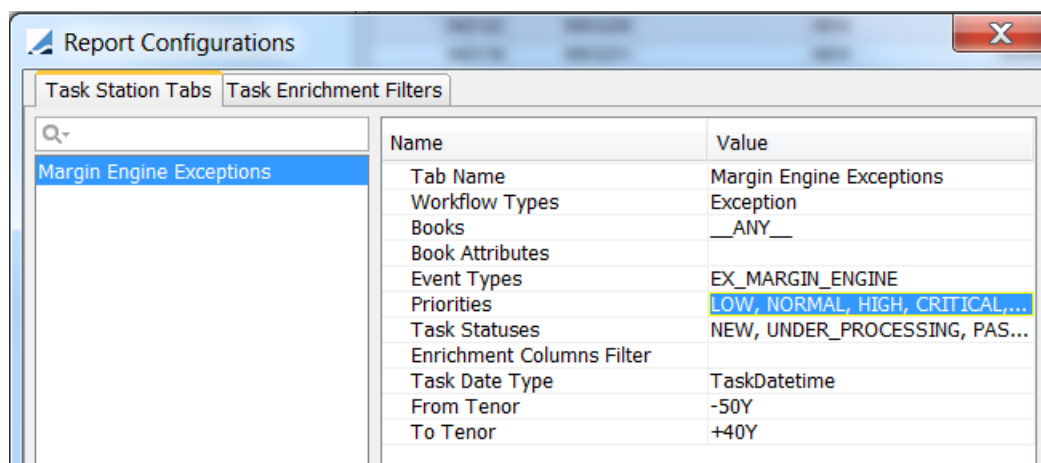 Report Configurations
Task Station Tabs Task Enrichment Filters
Name Value
Margin Engine Exceptions
Tab Name Margin Engine Exceptions
Workflow Types Exception
Books __ANY__
Book Attributes
Event Types EX_MARGIN_ENGINE
Priorities LOW, NORMAL, HIGH, CRITICAL,...
Task Statuses NEW, UNDER_PROCESSING, PAS...
Enrichment Columns Filter
Task Date Type TaskDatetime
From Tenor -50Y
To Tenor +40Y